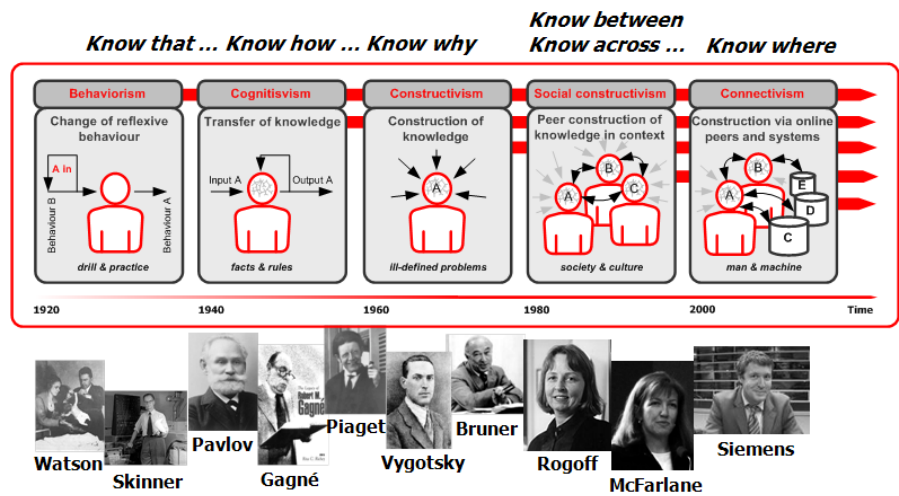 Know that ... Know how ... Know why
Know between
Know across ...
Know where
Behaviorism
Cognitisvism
Constructivism
Social constructivism
Connectivism
Change of reflexive
behaviour
Transfer of knowledge
Construction of
knowledge
Peer construction of
knowledge in context
Construction via online
peers and systems
A in
Behaviour B
Behaviour A
Input A
Output A
A
A
B
C
A
B
C
D
E
drill & practice
facts & rules
ill-defined problems
society & culture
man & machine
1920
1940
1960
1980
2000
Time
Robert M.
Gagné
Watson
Skinner
Pavlov
Gagné
Piaget
Vygotsky
Bruner
Rogoff
McFarlane
Siemens